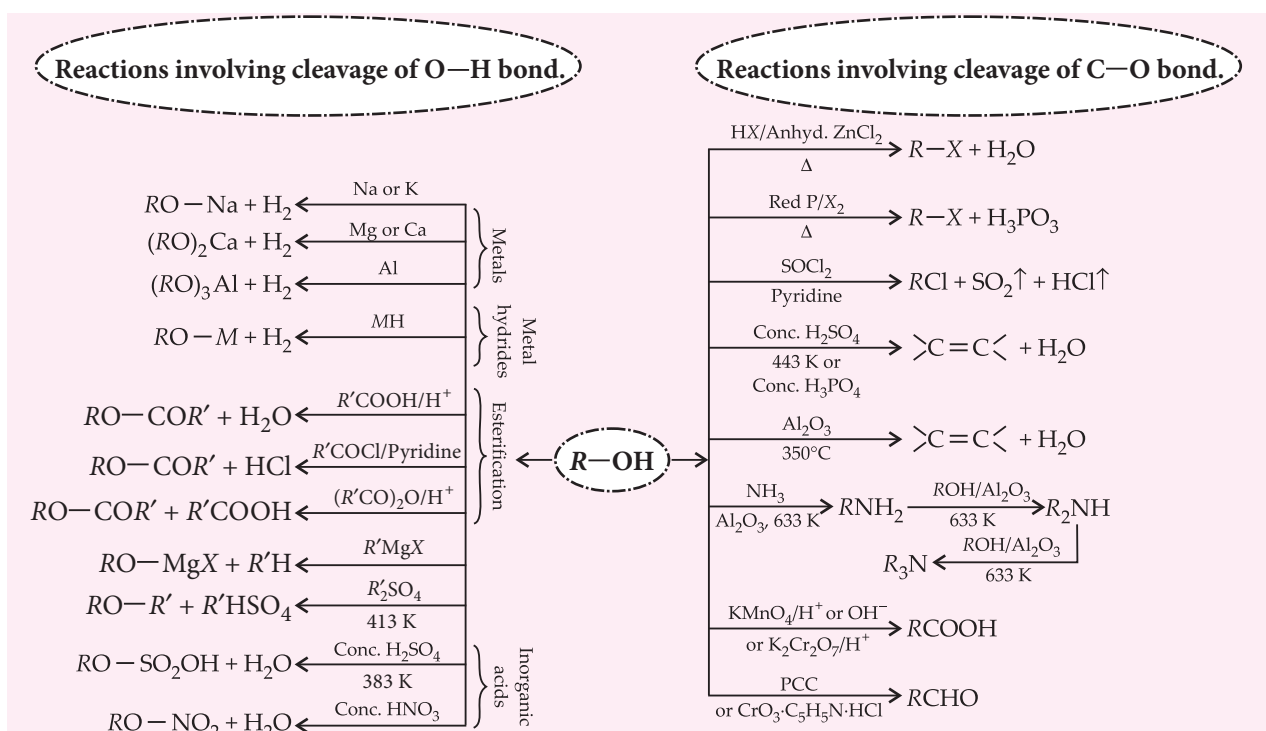 Reactions involving cleavage of O—H bond.
Na or K
RO—Na + H₂
Mg or Ca
(RO)₂Ca + H₂
Al
(RO)₃Al + H₂
Metals
MH
RO—M + H₂
Metal
hydrides
R′COOH/H⁺
RO—COR′ + H₂O
R′COCl/Pyridine
RO—COR′ + HCl
(R′CO)₂O/H⁺
RO—COR′ + R′COOH
Esterification
R′MgX
RO—MgX + R′H
R′₂SO₄
413 K
RO—R′ + R′HSO₄
Conc. H₂SO₄
383 K
RO—SO₂OH + H₂O
Conc. HNO₃
RO—NO₂ + H₂O
Inorganic
acids
R—OH
Reactions involving cleavage of C—O bond.
HX/Anhyd. ZnCl₂
Δ
R—X + H₂O
Red P/X₂
Δ
R—X + H₃PO₃
SOCl₂
Pyridine
RCl + SO₂↑ + HCl↑
Conc. H₂SO₄
443 K or
Conc. H₃PO₄
>C=C< + H₂O
Al₂O₃
350°C
>C=C< + H₂O
NH₃
Al₂O₃, 633 K
RNH₂
ROH/Al₂O₃
633 K
R₂NH
ROH/Al₂O₃
633 K
R₃N
KMnO₄/H⁺ or OH⁻
or K₂Cr₂O₇/H⁺
RCOOH
PCC
or CrO₃·C₅H₅N·HCl
RCHO